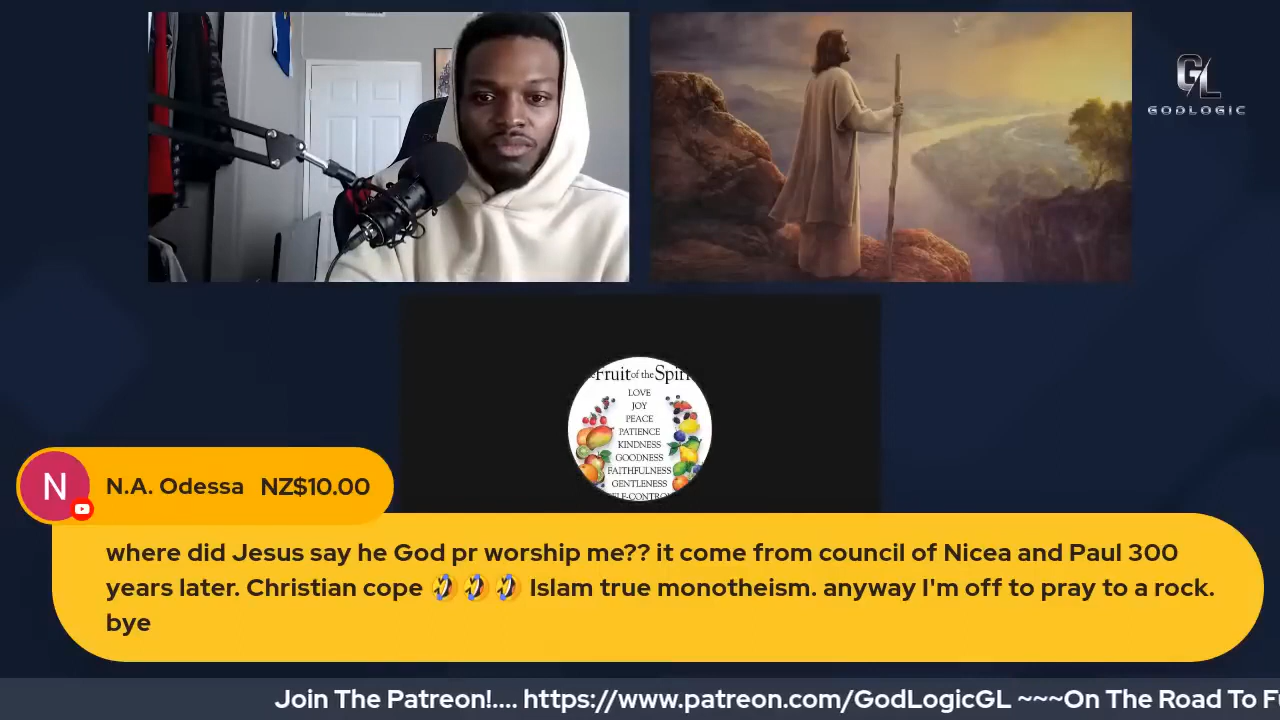 GL
GODLOGIC
Fruit of the Spiri
LOVE
JOY
PEACE
PATIENCE
KINDNESS
GOODNESS
FAITHFULNESS
GENTLENESS
ELF-CONTRO
N
N.A. Odessa NZ$10.00
where did Jesus say he God pr worship me?? it come from council of Nicea and Paul 300
years later. Christian cope 🤣🤣🤣 Islam true monotheism. anyway I'm off to pray to a rock.
bye
Join The Patreon!.... https://www.patreon.com/GodLogicGL ~~~On The Road To F